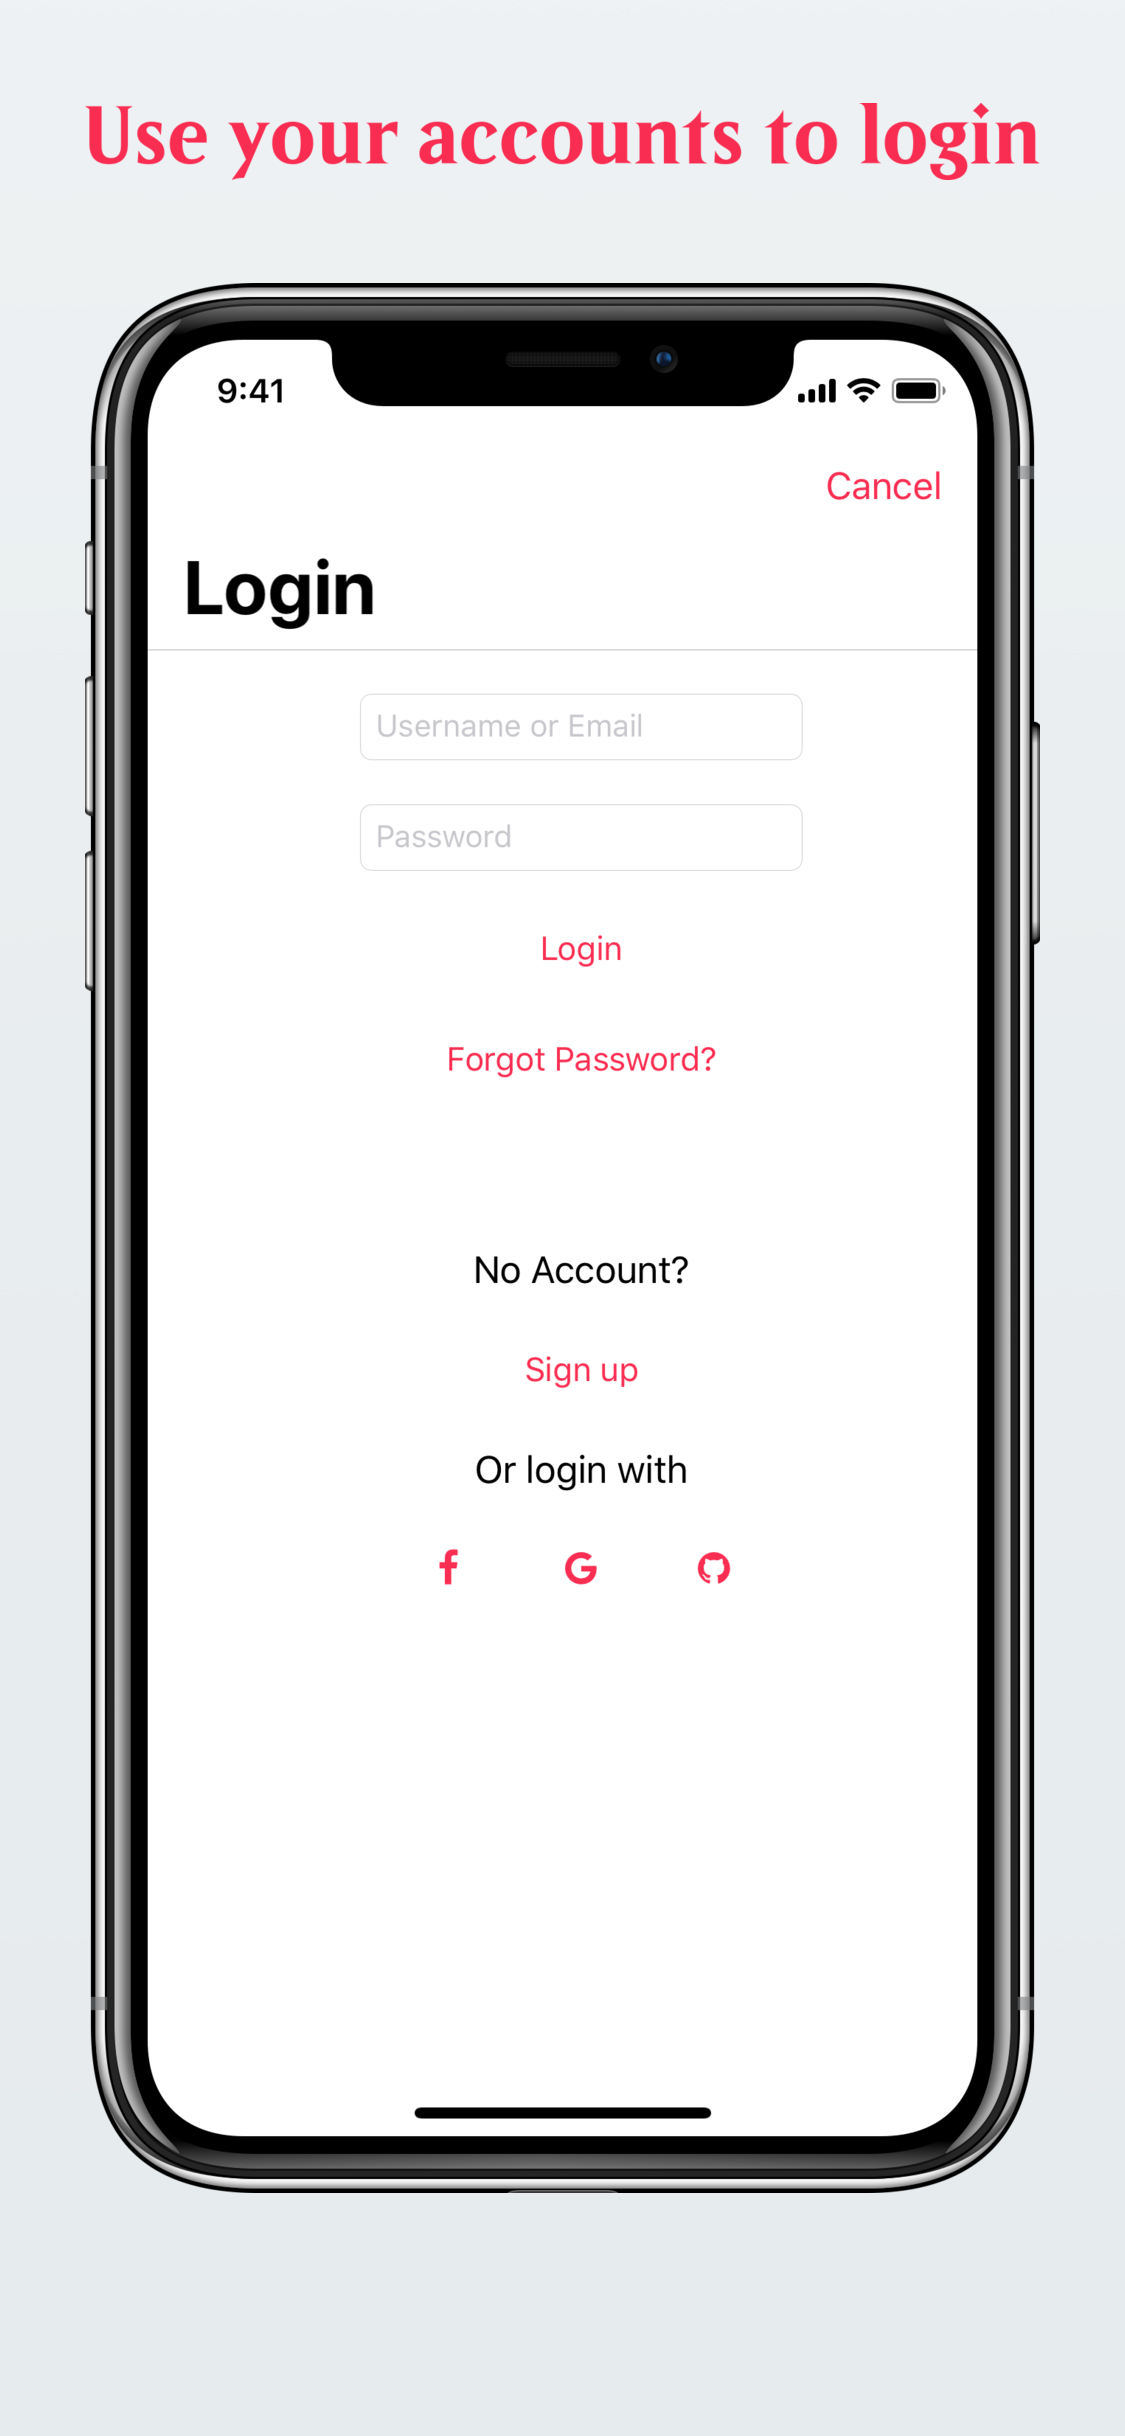 Use your accounts to login
9:41
Cancel
Login
Username or Email
Password
Login
Forgot Password?
No Account?
Sign up
Or login with